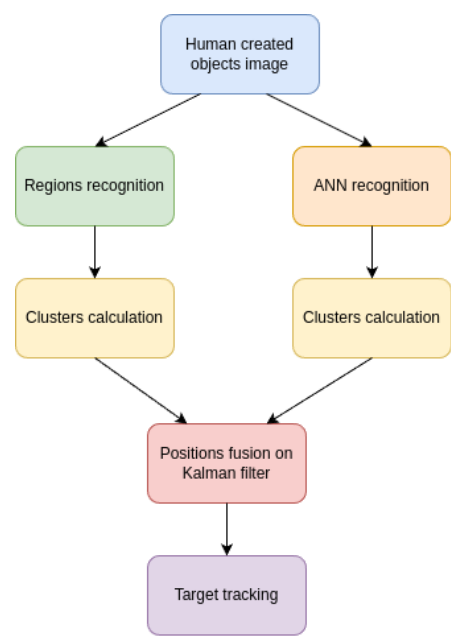 Human created
objects image
Regions recognition
ANN recognition
Clusters calculation
Clusters calculation
Positions fusion on
Kalman filter
Target tracking